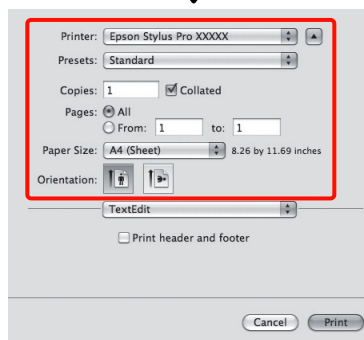 Printer: Epson Stylus Pro XXXXX
Presets: Standard
Copies: 1 Collated
Pages: All
From: 1 to: 1
Paper Size: A4 (Sheet) 8.26 by 11.69 inches
Orientation:
TextEdit
Print header and footer
Cancel Print